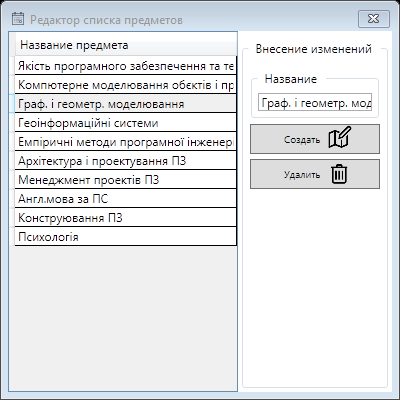 Редактор списка предметов
Название предмета
Якість програмного забезпечення та те
Компютерне моделювання обєктів і пр
Граф. і геометр. моделювання
Геоінформаційні системи
Емпіричні методи програмної інженері
Архітектура і проектування ПЗ
Менеджмент проектів ПЗ
Англ.мова за ПС
Конструювання ПЗ
Психологія
Внесение изменений
Название
Граф. і геометр. мод
Создать
Удалить